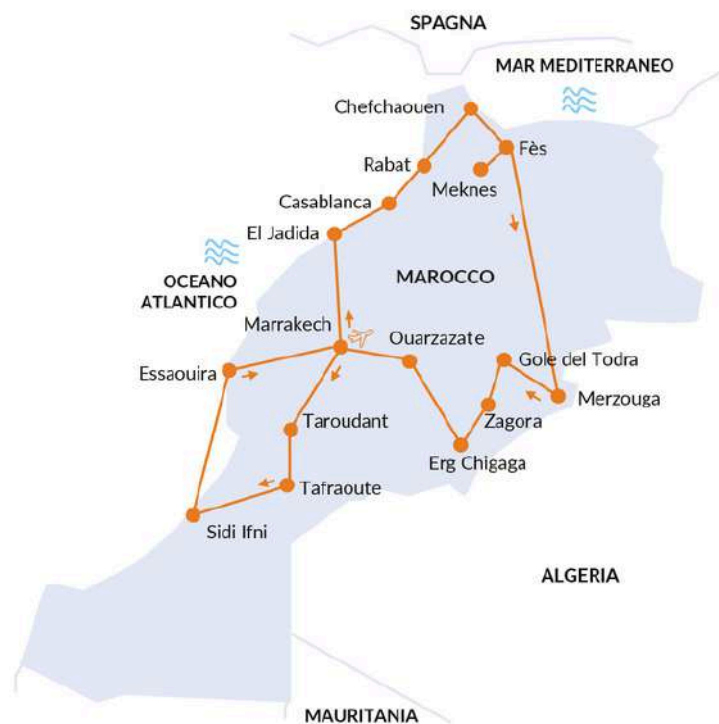 SPAGNA
MAR MEDITERRANEO
Chefchaouen
Fès
Rabat
Meknes
Casablanca
El Jadida
OCEANO
ATLANTICO
MAROCCO
Marrakech
Ouarzazate
Gole del Todra
Essaouira
Merzouga
Zagora
Taroudant
Erg Chigaga
Tafraoute
Sidi Ifni
ALGERIA
MAURITANIA